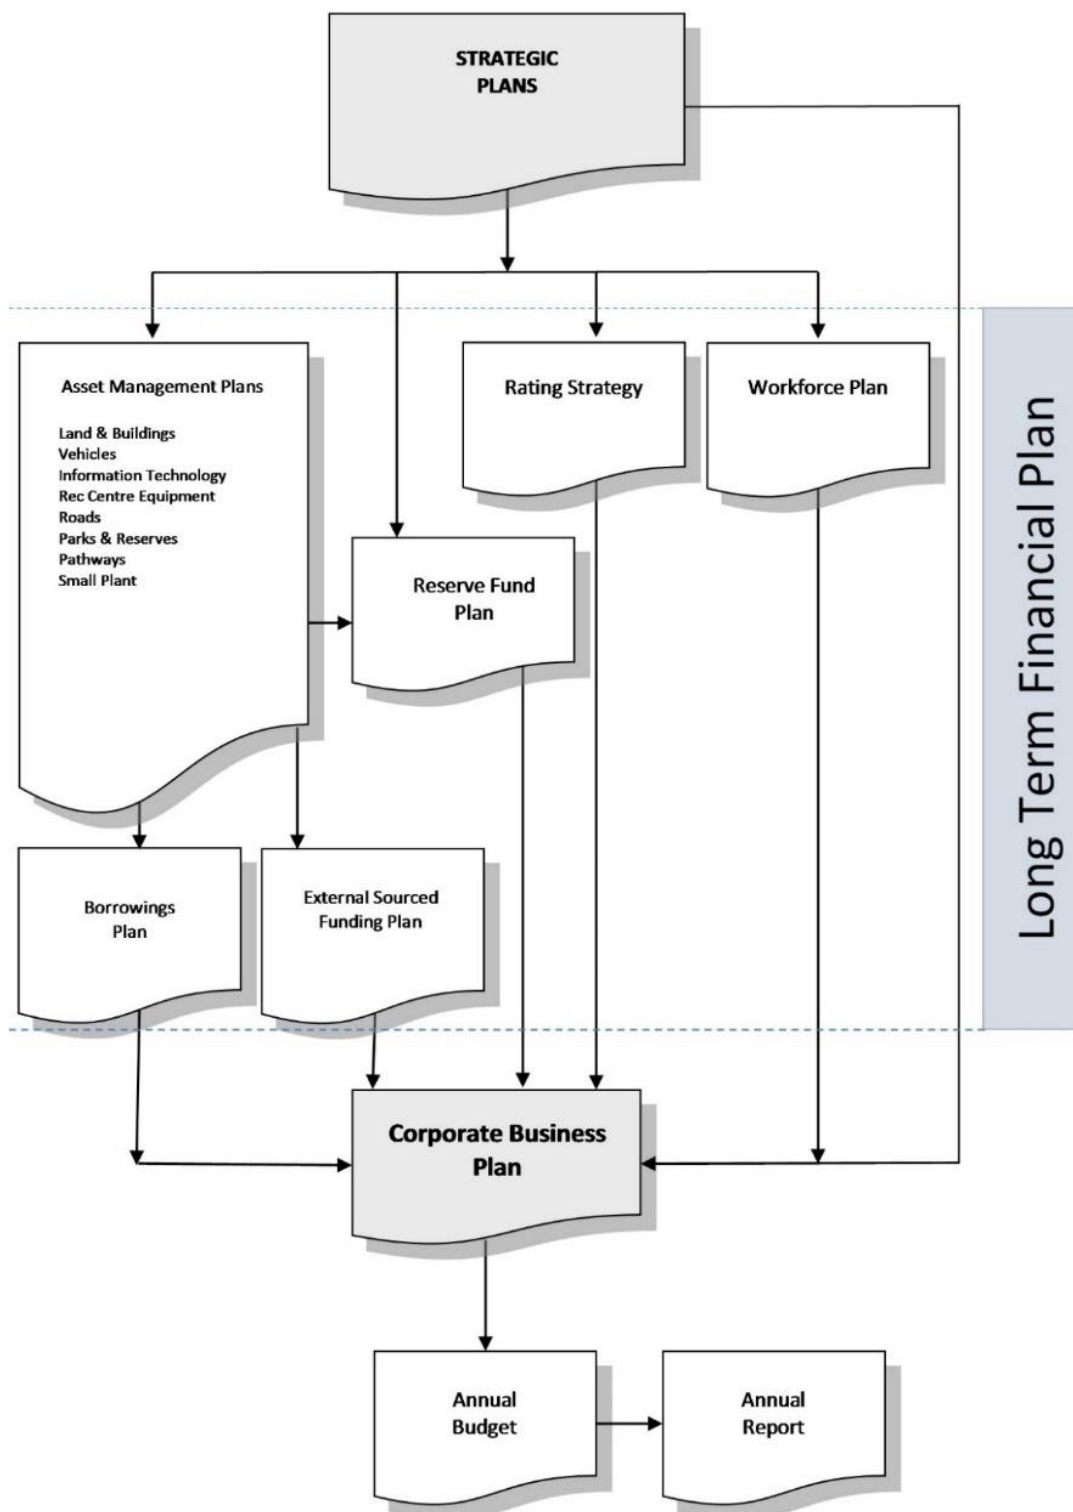 STRATEGIC
PLANS
Asset Management Plans
Land & Buildings
Vehicles
Information Technology
Rec Centre Equipment
Roads
Parks & Reserves
Pathways
Small Plant
Rating Strategy
Workforce Plan
Reserve Fund
Plan
Borrowings
Plan
External Sourced
Funding Plan
Long Term Financial Plan
Corporate Business
Plan
Annual
Budget
Annual
Report